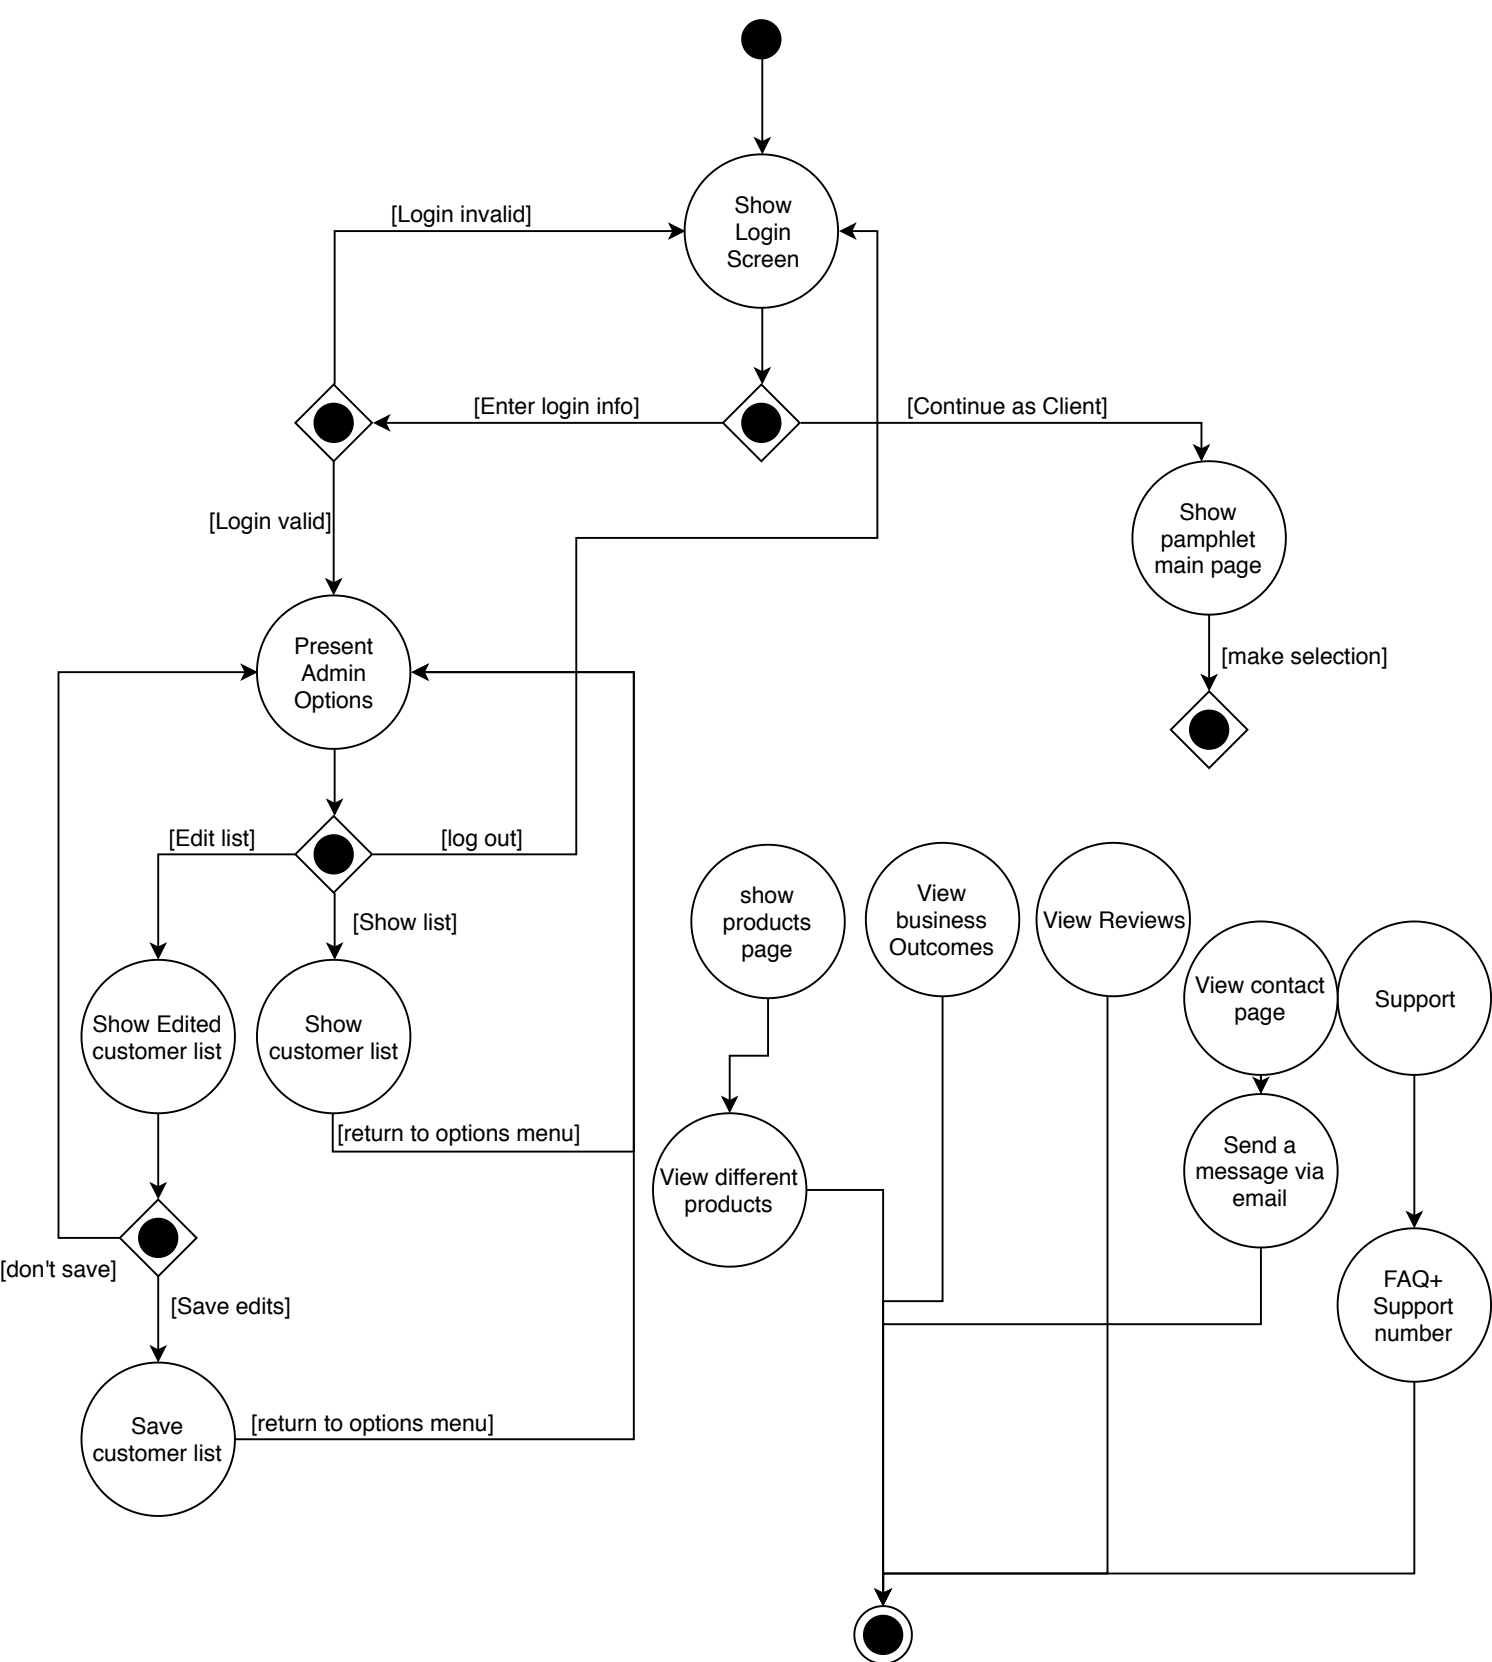 Show
Login
Screen
[Login invalid]
[Enter login info]
[Continue as Client]
[Login valid]
Show
pamphlet
main page
[make selection]
Present
Admin
Options
[Edit list]
[log out]
[Show list]
Show Edited
customer list
Show
customer list
[return to options menu]
[don't save]
[Save edits]
Save
customer list
[return to options menu]
show
products
page
View
business
Outcomes
View Reviews
View contact
page
Support
View different
products
Send a
message via
email
FAQ+
Support
number